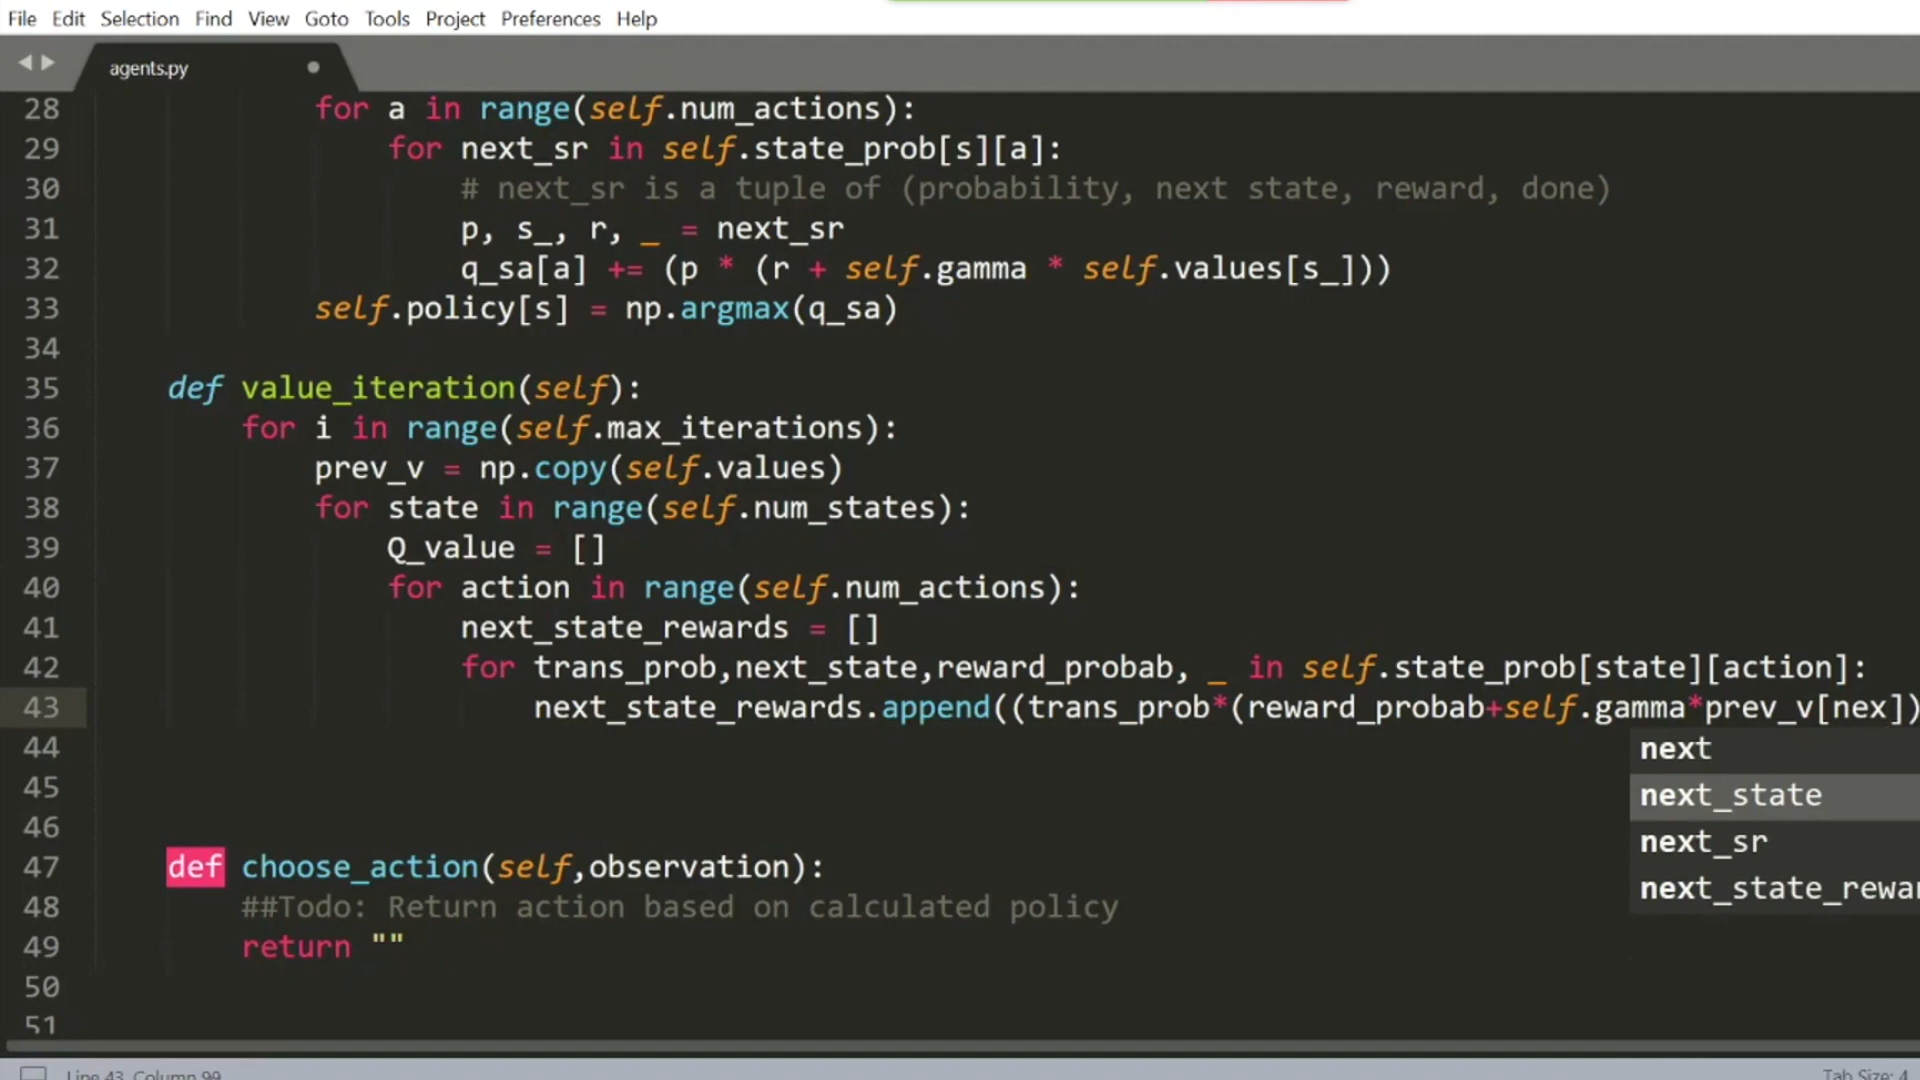 File Edit Selection Find View Goto Tools Project Preferences Help
agents.py
28 for a in range(self.num_actions):
29 for next_sr in self.state_prob[s][a]:
30 # next_sr is a tuple of (probability, next state, reward, done)
31 p, s_, r, _ = next_sr
32 q_sa[a] += (p * (r + self.gamma * self.values[s_]))
33 self.policy[s] = np.argmax(q_sa)
34
35 def value_iteration(self):
36 for i in range(self.max_iterations):
37 prev_v = np.copy(self.values)
38 for state in range(self.num_states):
39 Q_value = []
40 for action in range(self.num_actions):
41 next_state_rewards = []
42 for trans_prob,next_state,reward_probab, _ in self.state_prob[state][action]:
43 next_state_rewards.append((trans_prob*(reward_probab+self.gamma*prev_v[nex])
44 next
45 next_state
46 next_sr
47 def choose_action(self,observation):
next_state_rewar
48 ##Todo: Return action based on calculated policy
49 return ""
50
51
Line 43, Column 99
Tab Size: 4